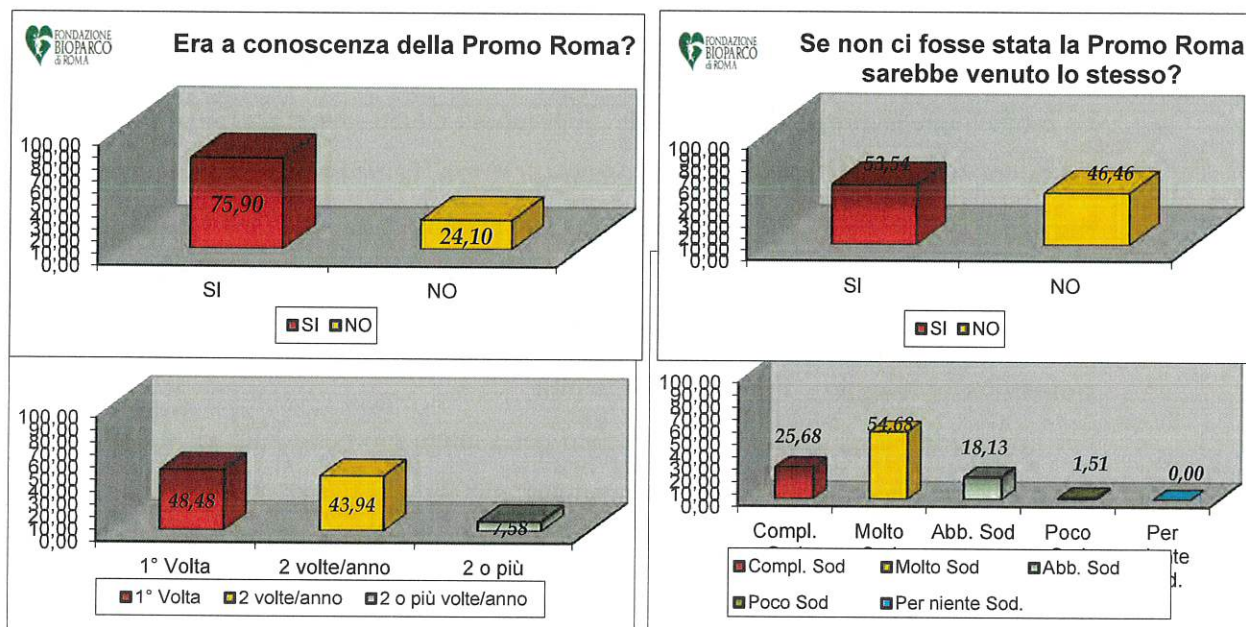 FONDAZIONE
BIOPARCO
di ROMA
Era a conoscenza della Promo Roma?
100,00
90,00
80,00
70,00
60,00
50,00
40,00
30,00
20,00
10,00
0,00
75,90
24,10
SI
NO
SI NO
FONDAZIONE
BIOPARCO
di ROMA
Se non ci fosse stata la Promo Roma
sarebbe venuto lo stesso?
100,00
90,00
80,00
70,00
60,00
50,00
40,00
30,00
20,00
10,00
0,00
53,54
46,46
SI
NO
SI NO
100,00
90,00
80,00
70,00
60,00
50,00
40,00
30,00
20,00
10,00
0,00
48,48
43,94
7,58
1° Volta
2 volte/anno
2 o più
1° Volta 2 volte/anno 2 o più volte/anno
100,00
90,00
80,00
70,00
60,00
50,00
40,00
30,00
20,00
10,00
0,00
25,68
54,68
18,13
1,51
0,00
Compl.
Molto
Abb. Sod
Poco
Per
Compl. Sod Molto Sod Abb. Sod
Poco Sod Per niente Sod.